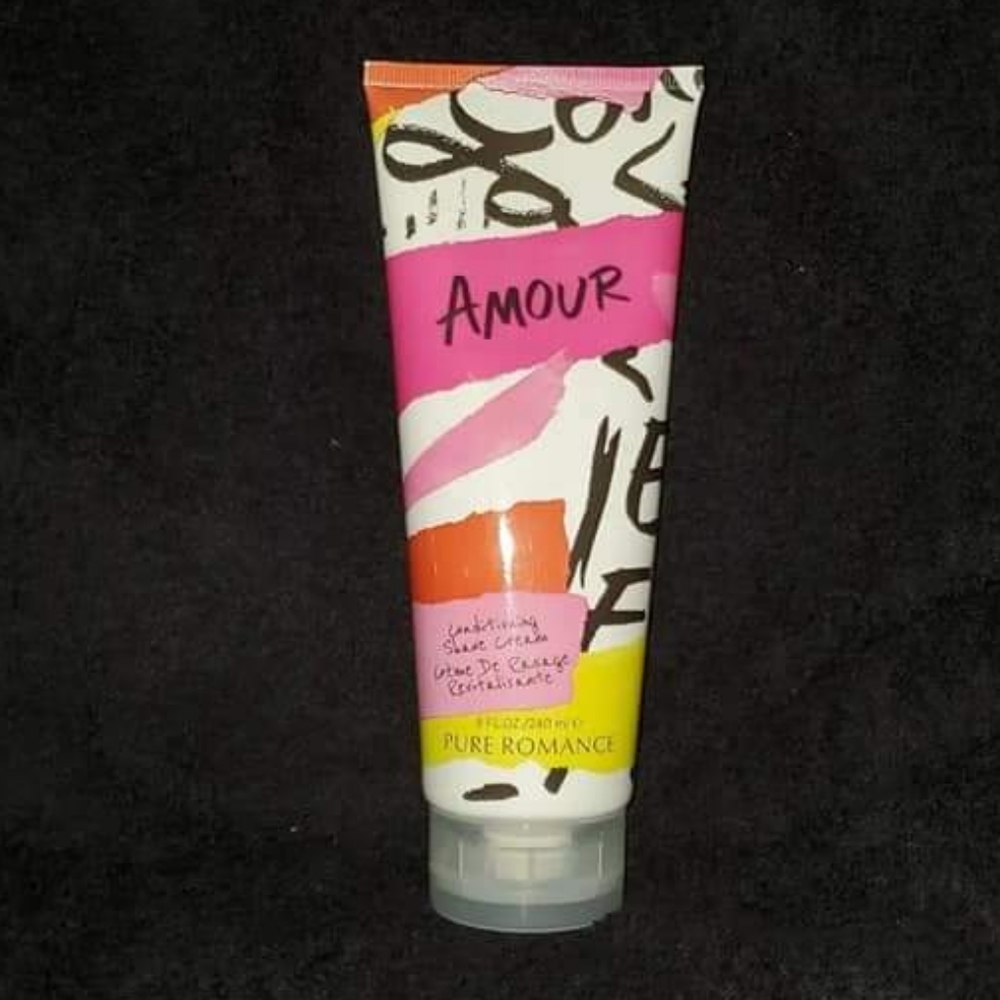 AMOUR
Conditioning
Shave Cream
Crème De Rasage
Revitalisante
8 FL OZ /240 ml e
PURE ROMANCE